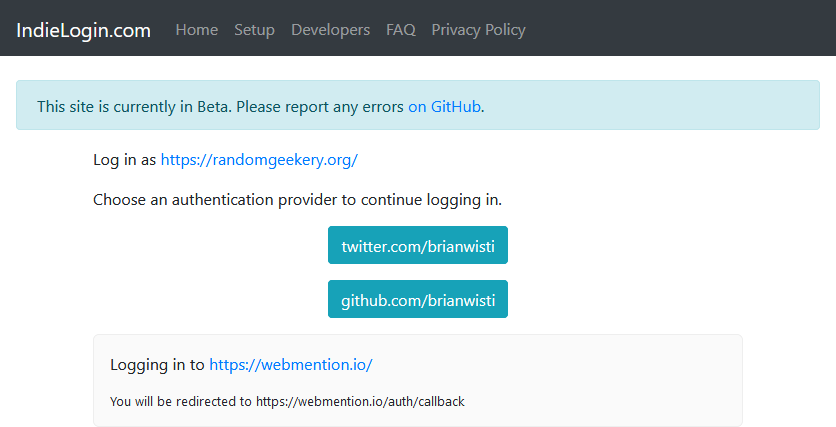 IndieLogin.com Home Setup Developers FAQ Privacy Policy
This site is currently in Beta. Please report any errors on GitHub.
Log in as https://randomgeekery.org/
Choose an authentication provider to continue logging in.
twitter.com/brianwisti
github.com/brianwisti
Logging in to https://webmention.io/
You will be redirected to https://webmention.io/auth/callback